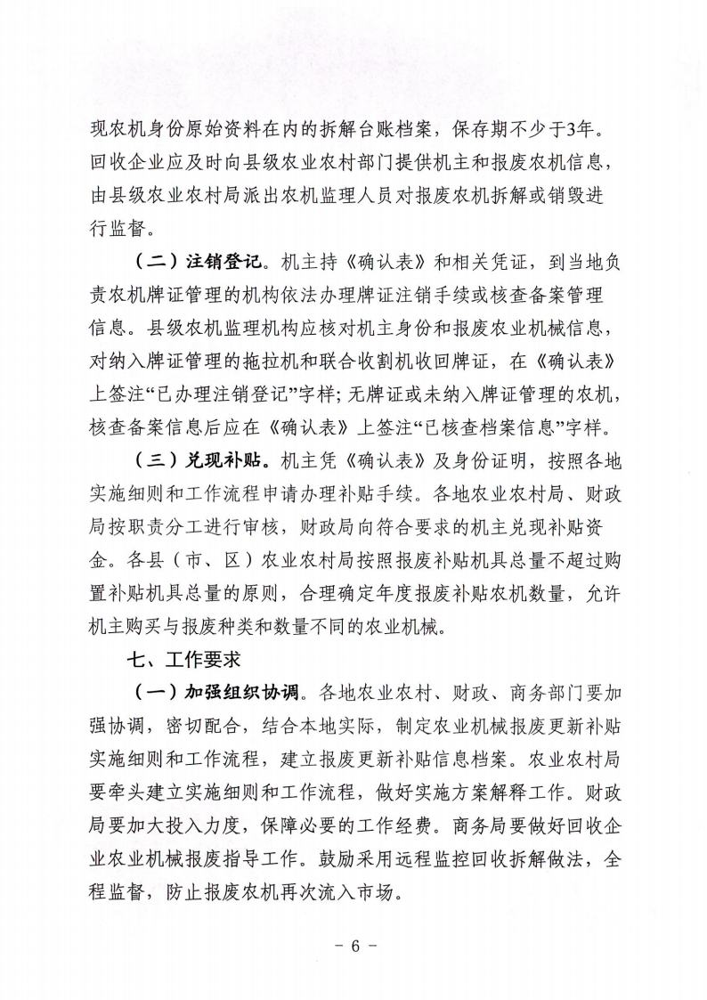 现农机身份原始资料在内的拆解台账档案，保存期不少于3年。
回收企业应及时向县级农业农村部门提供机主和报废农机信息，
由县级农业农村局派出农机监理人员对报废农机拆解或销毁进
行监督。
（二）注销登记。机主持《确认表》和相关凭证，到当地负
责农机牌证管理的机构依法办理牌证注销手续或核查备案管理
信息。县级农机监理机构应核对机主身份和报废农业机械信息，
对纳入牌证管理的拖拉机和联合收割机收回牌证，在《确认表》
上签注“已办理注销登记”字样；无牌证或未纳入牌证管理的农机，
核查备案信息后应在《确认表》上签注“已核查档案信息”字样。
（三）兑现补贴。机主凭《确认表》及身份证明，按照各地
实施细则和工作流程申请办理补贴手续。各地农业农村局、财政
局按职责分工进行审核，财政局向符合要求的机主兑现补贴资
金。各县（市、区）农业农村局按照报废补贴机具总量不超过购
置补贴机具总量的原则，合理确定年度报废补贴农机数量，允许
机主购买与报废种类和数量不同的农业机械。
七、工作要求
（一）加强组织协调。各地农业农村、财政、商务部门要加
强协调，密切配合，结合本地实际，制定农业机械报废更新补贴
实施细则和工作流程，建立报废更新补贴信息档案。农业农村局
要牵头建立实施细则和工作流程，做好实施方案解释工作。财政
局要加大投入力度，保障必要的工作经费。商务局要做好回收企
业农业机械报废指导工作。鼓励采用远程监控回收拆解做法，全
程监督，防止报废农机再次流入市场。
- 6 -